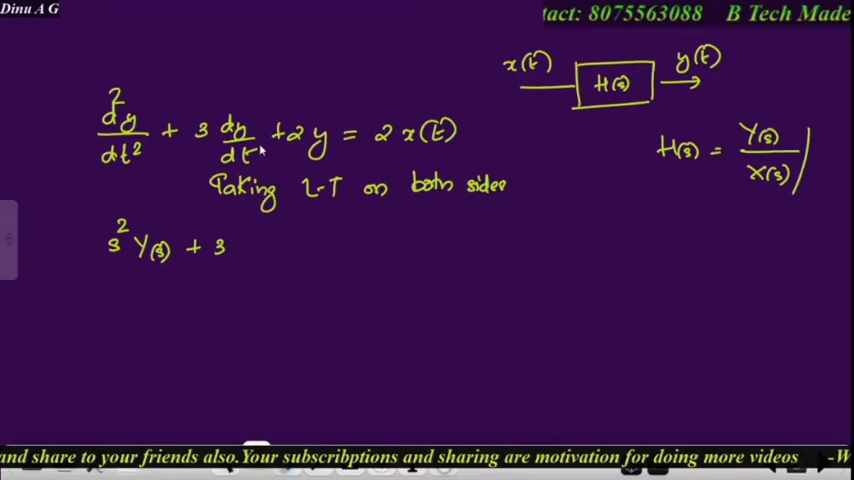 Dinu A G
tact: 8075563088 B Tech Made
x(t) H(s) y(t)
d²y/dt² + 3 dy/dt + 2y = 2x(t)
H(s) = Y(s)/X(s)
Taking L-T on both sides
s² Y(s) + 3
and share to your friends also.Your subscribptions and sharing are motivation for doing more videos -W